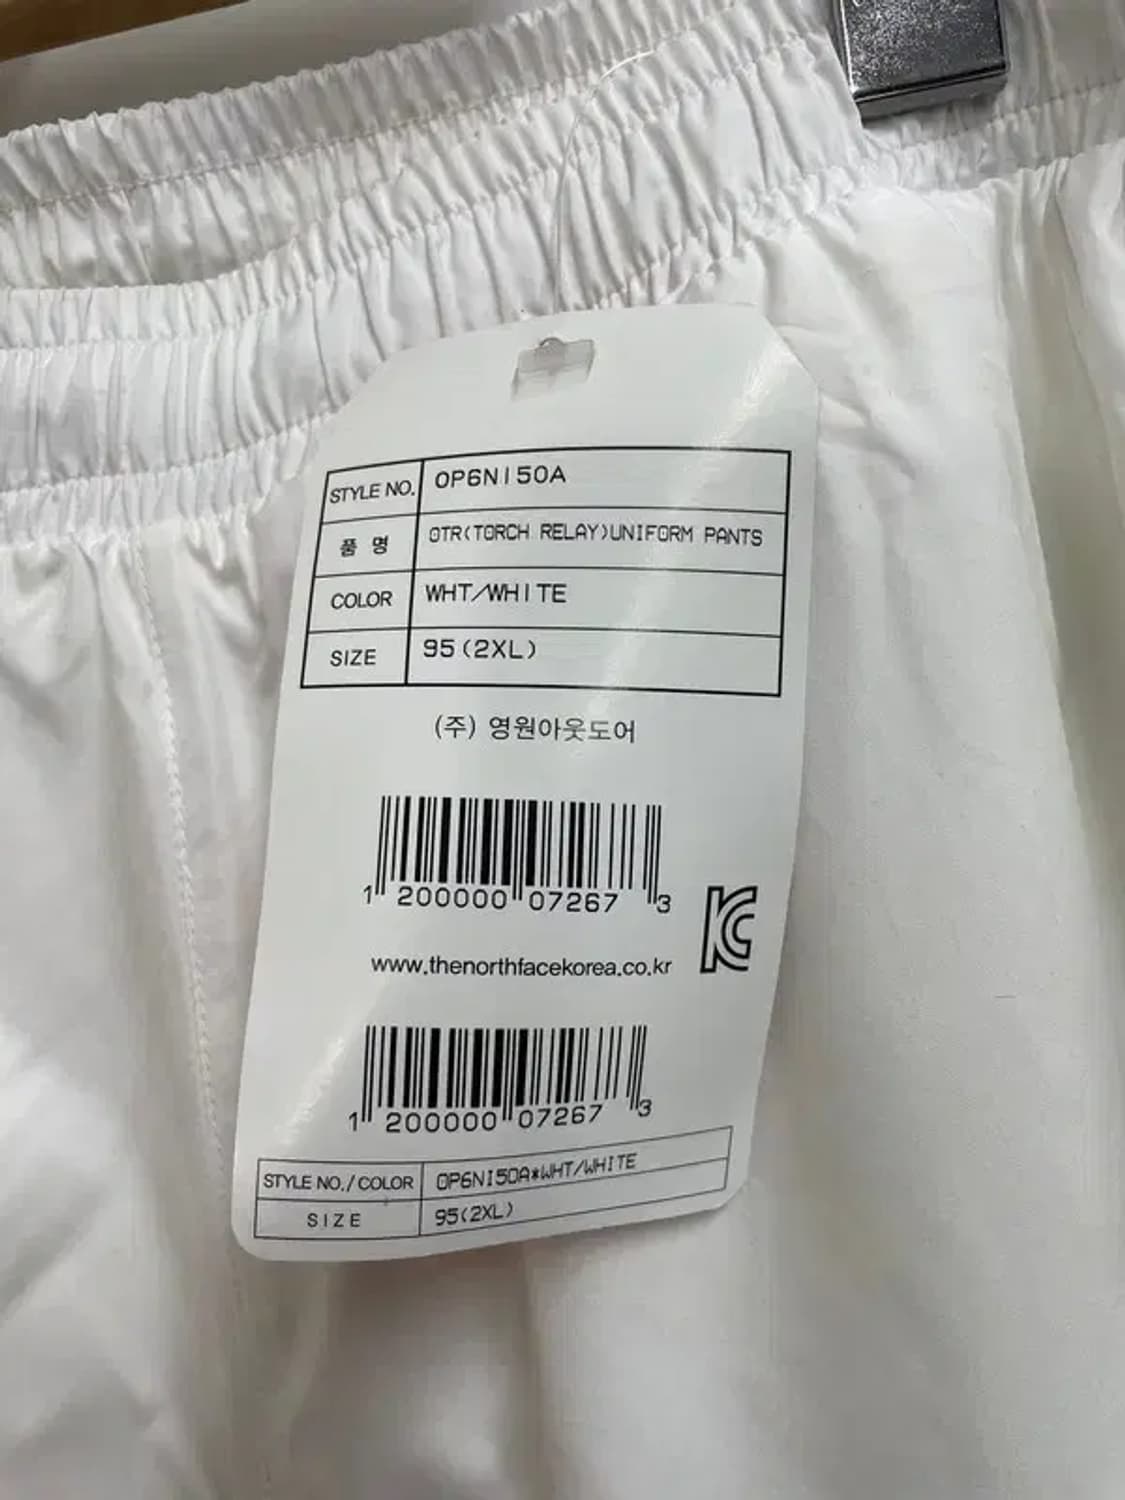 STYLE NO. OP6NI50A
품 명 OTR(TORCH RELAY)UNIFORM PANTS
COLOR WHT/WHITE
SIZE 95(2XL)
(주) 영원아웃도어
1 200000 07267 3
KC
www.thenorthfacekorea.co.kr
1 200000 07267 3
STYLE NO./COLOR OP6NI50A*WHT/WHITE
SIZE 95(2XL)